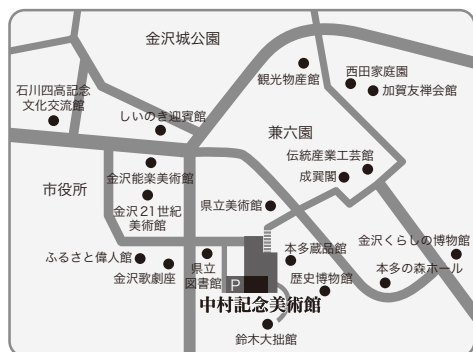 金沢城公園
観光物産館
西田家庭園
加賀友禅会館
石川四高記念
文化交流館
しいのき迎賓館
兼六園
伝統産業工芸館
成巽閣
金沢能楽美術館
市役所
金沢21世紀
美術館
県立美術館
ふるさと偉人館
金沢歌劇座
県立
図書館
本多蔵品館
金沢くらしの博物館
歴史博物館
本多の森ホール
P
中村記念美術館
鈴木大拙館